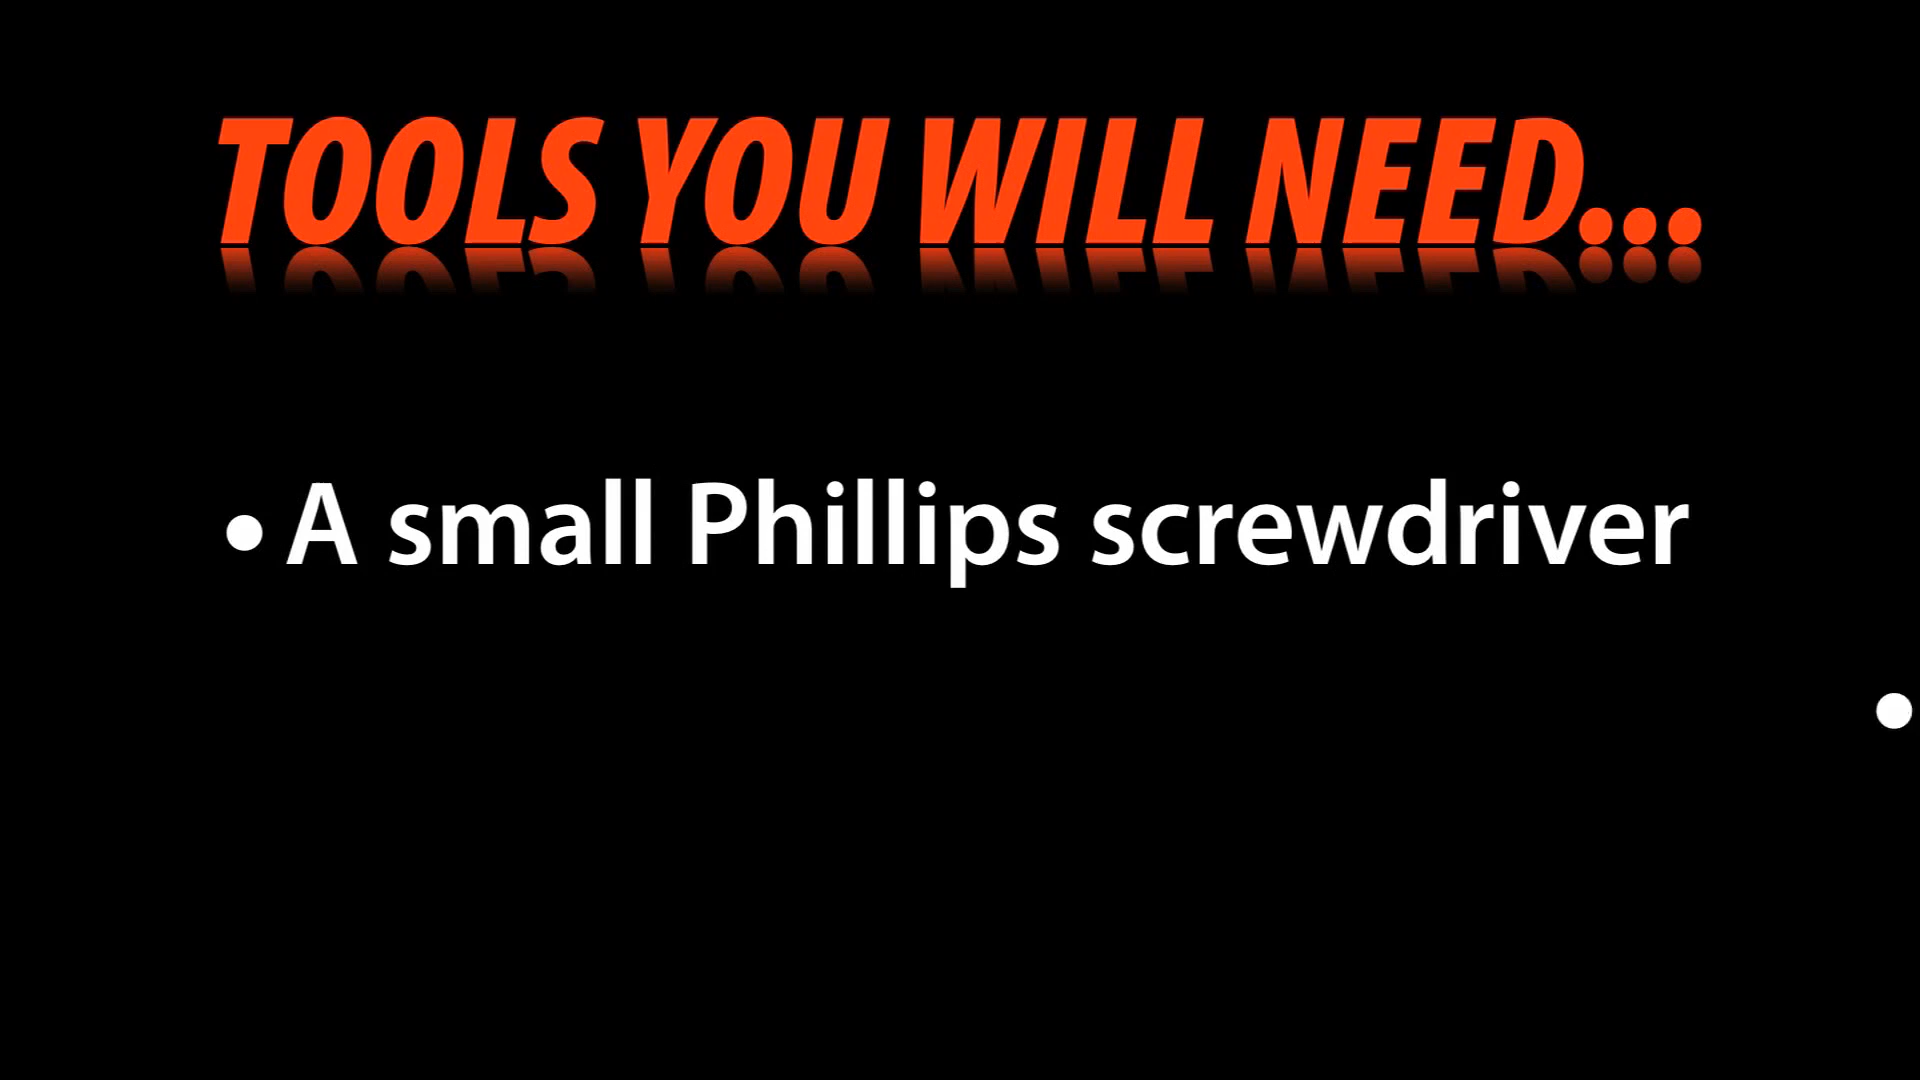 TOOLS YOU WILL NEED...
• A small Phillips screwdriver
•